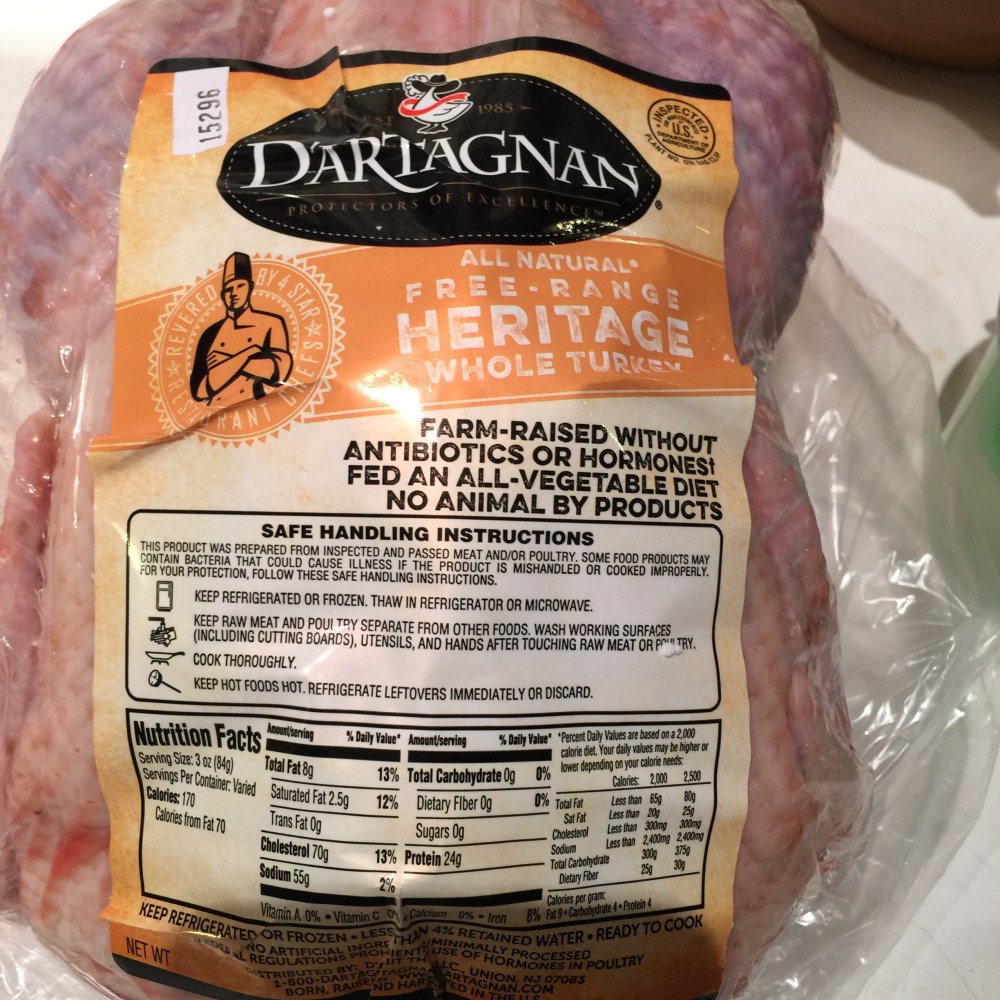 15296
EST 1985
D'ARTAGNAN
PROTECTORS OF EXCELLENCE™
®
INSPECTED
U.S.
DEPARTMENT OF
AGRICULTURE
PLANT NO.
REVERED BY 4 STAR
CHEFS
ALL NATURAL*
FREE-RANGE
HERITAGE
WHOLE TURKEY
FARM-RAISED WITHOUT
ANTIBIOTICS OR HORMONES†
FED AN ALL-VEGETABLE DIET
NO ANIMAL BY PRODUCTS
SAFE HANDLING INSTRUCTIONS
THIS PRODUCT WAS PREPARED FROM INSPECTED AND PASSED MEAT AND/OR POULTRY. SOME FOOD PRODUCTS MAY
CONTAIN BACTERIA THAT COULD CAUSE ILLNESS IF THE PRODUCT IS MISHANDLED OR COOKED IMPROPERLY.
FOR YOUR PROTECTION, FOLLOW THESE SAFE HANDLING INSTRUCTIONS.
KEEP REFRIGERATED OR FROZEN. THAW IN REFRIGERATOR OR MICROWAVE.
KEEP RAW MEAT AND POULTRY SEPARATE FROM OTHER FOODS. WASH WORKING SURFACES
(INCLUDING CUTTING BOARDS), UTENSILS, AND HANDS AFTER TOUCHING RAW MEAT OR POULTRY.
COOK THOROUGHLY.
KEEP HOT FOODS HOT. REFRIGERATE LEFTOVERS IMMEDIATELY OR DISCARD.
Nutrition Facts
Serving Size: 3 oz (84g)
Servings Per Container: Varied
Calories: 170
Calories from Fat 70
Amount/serving % Daily Value*
Total Fat 8g 13%
Saturated Fat 2.5g 12%
Trans Fat 0g
Cholesterol 70g 13%
Sodium 55g 2%
Amount/serving % Daily Value*
Total Carbohydrate 0g 0%
Dietary FIber 0g 0%
Sugars 0g
Protein 24g
Vitamin A 0% • Vitamin C 0% Calcium 0% • Iron 8%
*Percent Daily Values are based on a 2,000
calorie diet. Your daily values may be higher or
lower depending on your calorie needs:
Calories: 2,000 2,500
Total Fat Less than 65g 80g
Sat Fat Less than 20g 25g
Cholesterol Less than 300mg 300mg
Sodium Less than 2,400mg 2,400mg
Total Carbohydrate 300g 375g
Dietary Fiber 25g 30g
Calories per gram:
Fat 9 • Carbohydrate 4 • Protein 4
KEEP REFRIGERATED OR FROZEN • LESS THAN 4% RETAINED WATER • READY TO COOK
NET WT
NO ARTIFICIAL MINIMALLY PROCESSED
REGULATIONS USE OF HORMONES IN POULTRY
DISTRIBUTED BY: LLC. UNION, NJ 07083
1-800-DARTAG
BORN, IN THE U.S.